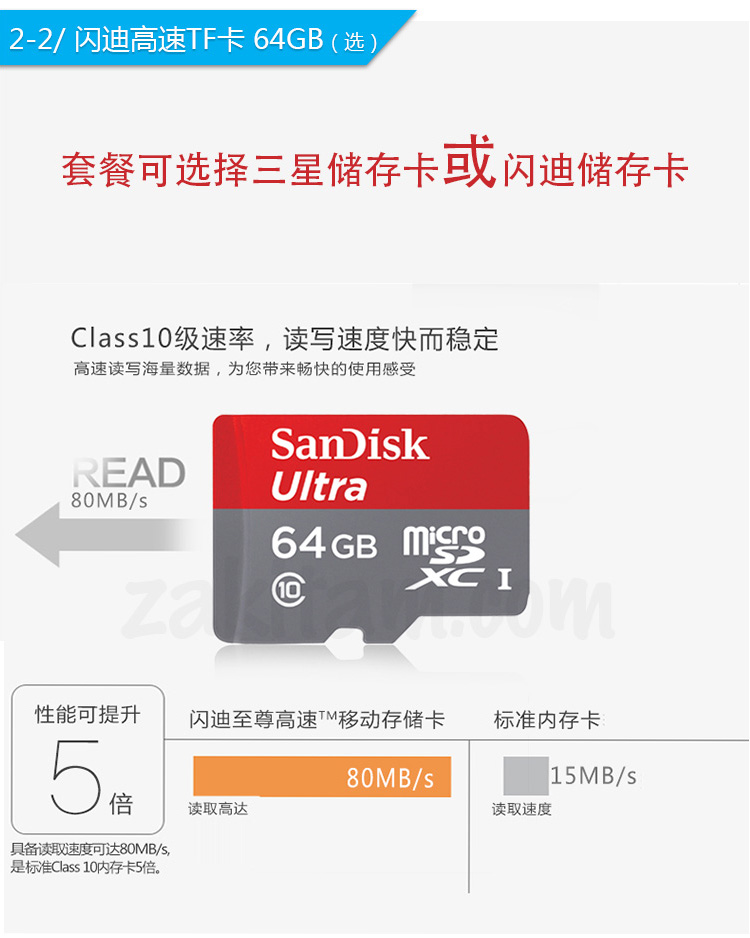 2-2/ 闪迪高速TF卡 64GB（选）
套餐可选择三星储存卡或闪迪储存卡
Class10级速率，读写速度快而稳定
高速读写海量数据，为您带来畅快的使用感受
READ
80MB/s
SanDisk
Ultra
64GB
micro
SD
XC I
10
zakitam.com
性能可提升
5倍
闪迪至尊高速™移动存储卡
标准内存卡
80MB/s
15MB/s
读取高达
读取速度
具备读取速度可达80MB/s,
是标准Class 10内存卡5倍。